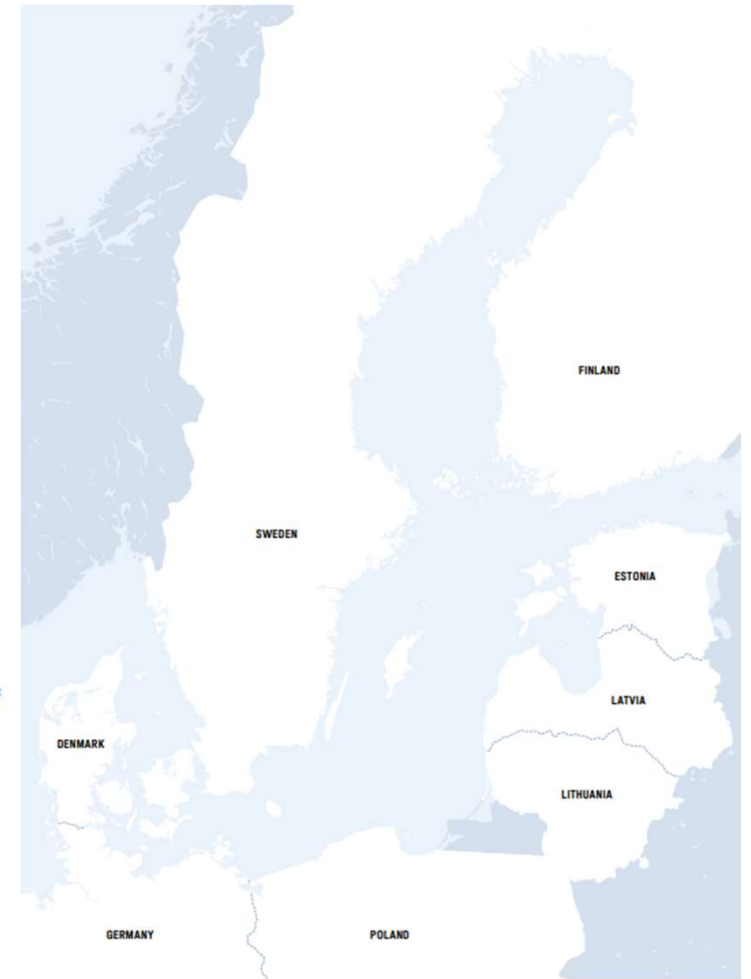 FINLAND
SWEDEN
ESTONIA
LATVIA
DENMARK
LITHUANIA
GERMANY
POLAND